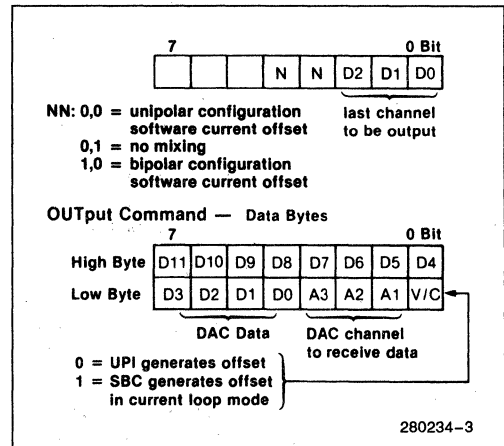 7 0 Bit
N N D2 D1 D0
NN: 0,0 = unipolar configuration
software current offset
last channel
to be output
0,1 = no mixing
1,0 = bipolar configuration
software current offset
OUTput Command — Data Bytes
7 0 Bit
High Byte D11 D10 D9 D8 D7 D6 D5 D4
Low Byte D3 D2 D1 D0 A3 A2 A1 V/C
DAC Data
DAC channel
to receive data
0 = UPI generates offset
1 = SBC generates offset
in current loop mode
280234-3